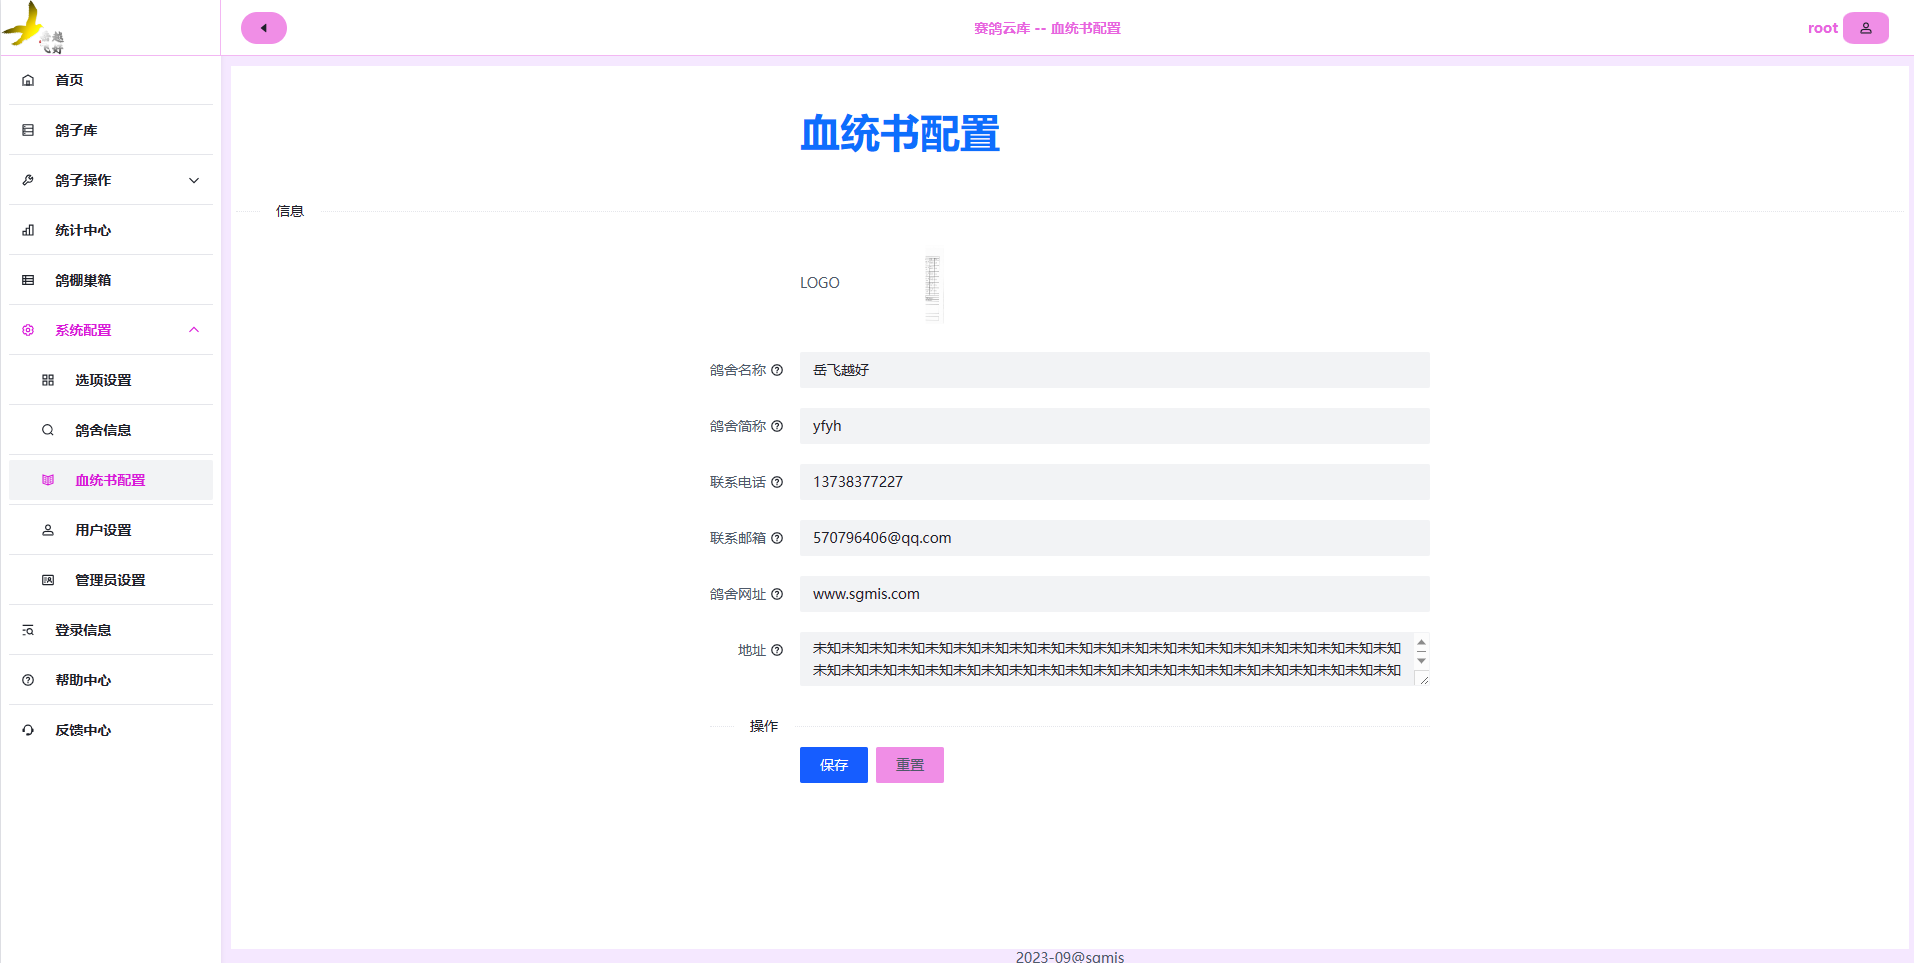 越
飞好
赛鸽云库 -- 血统书配置
root
首页
鸽子库
鸽子操作
统计中心
鸽棚巢箱
系统配置
选项设置
鸽舍信息
血统书配置
用户设置
管理员设置
登录信息
帮助中心
反馈中心
血统书配置
信息
LOGO
鸽舍名称 岳飞越好
鸽舍简称 yfyh
联系电话 13738377227
联系邮箱 570796406@qq.com
鸽舍网址 www.sgmis.com
地址 未知未知未知未知未知未知未知未知未知未知未知未知未知未知未知未知未知未知未知未知未知
未知未知未知未知未知未知未知未知未知未知未知未知未知未知未知未知未知未知未知未知未知
操作
保存 重置
2023-09@sgmis